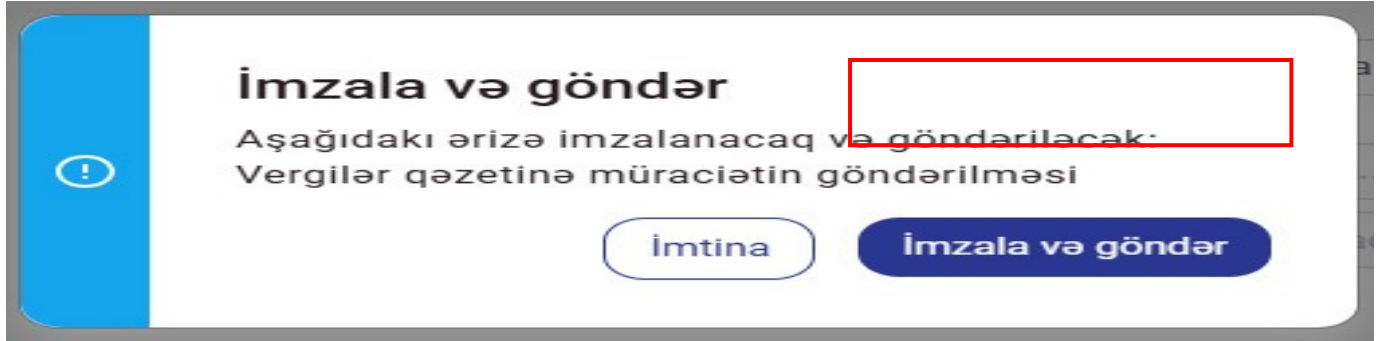 İmzala və göndər
Aşağıdakı ərizə imzalanacaq və göndəriləcək:
Vergilər qəzetinə müraciətin göndərilməsi
İmtina
İmzala və göndər